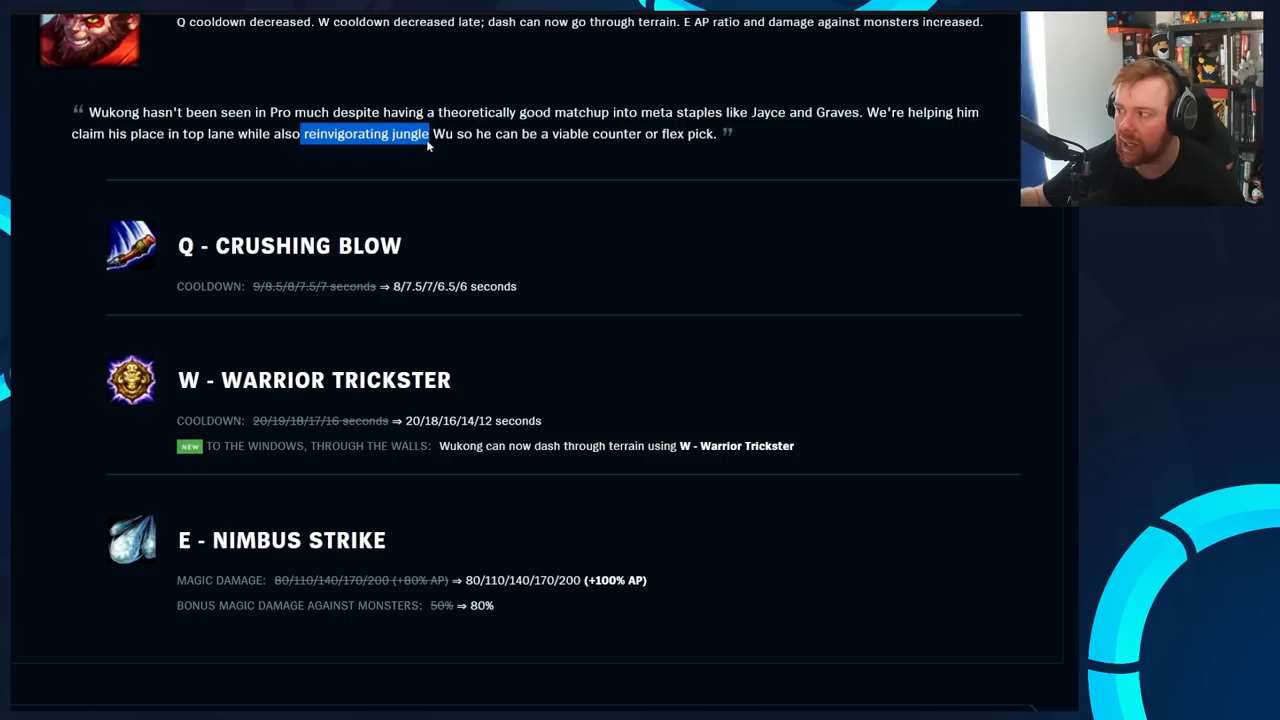 Q cooldown decreased. W cooldown decreased late; dash can now go through terrain. E AP ratio and damage against monsters increased.
“ Wukong hasn't been seen in Pro much despite having a theoretically good matchup into meta staples like Jayce and Graves. We're helping him
claim his place in top lane while also reinvigorating jungle Wu so he can be a viable counter or flex pick. ”
Q - CRUSHING BLOW
COOLDOWN: 9/8.5/8/7.5/7 seconds ⇒ 8/7.5/7/6.5/6 seconds
W - WARRIOR TRICKSTER
COOLDOWN: 20/19/18/17/16 seconds ⇒ 20/18/16/14/12 seconds
NEW TO THE WINDOWS, THROUGH THE WALLS: Wukong can now dash through terrain using W - Warrior Trickster
E - NIMBUS STRIKE
MAGIC DAMAGE: 80/110/140/170/200 (+80% AP) ⇒ 80/110/140/170/200 (+100% AP)
BONUS MAGIC DAMAGE AGAINST MONSTERS: 50% ⇒ 80%